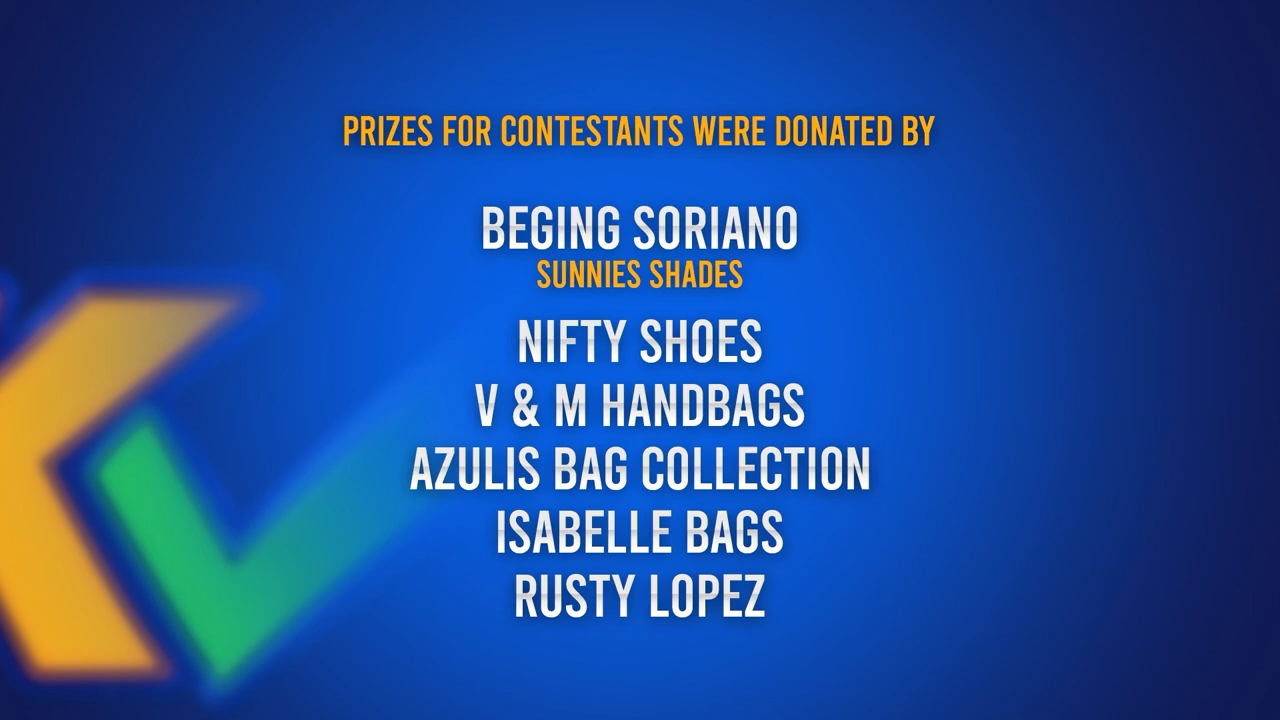 PRIZES FOR CONTESTANTS WERE DONATED BY
BEGING SORIANO
SUNNIES SHADES
NIFTY SHOES
V & M HANDBAGS
AZULIS BAG COLLECTION
ISABELLE BAGS
RUSTY LOPEZ